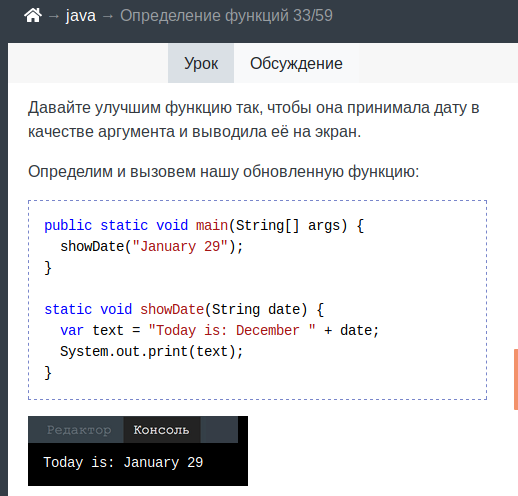 → java → Определение функций 33/59
Урок Обсуждение
Давайте улучшим функцию так, чтобы она принимала дату в
качестве аргумента и выводила её на экран.
Определим и вызовем нашу обновленную функцию:
public static void main(String[] args) {
  showDate("January 29");
}
static void showDate(String date) {
  var text = "Today is: December " + date;
  System.out.print(text);
}
Редактор Консоль
Today is: January 29